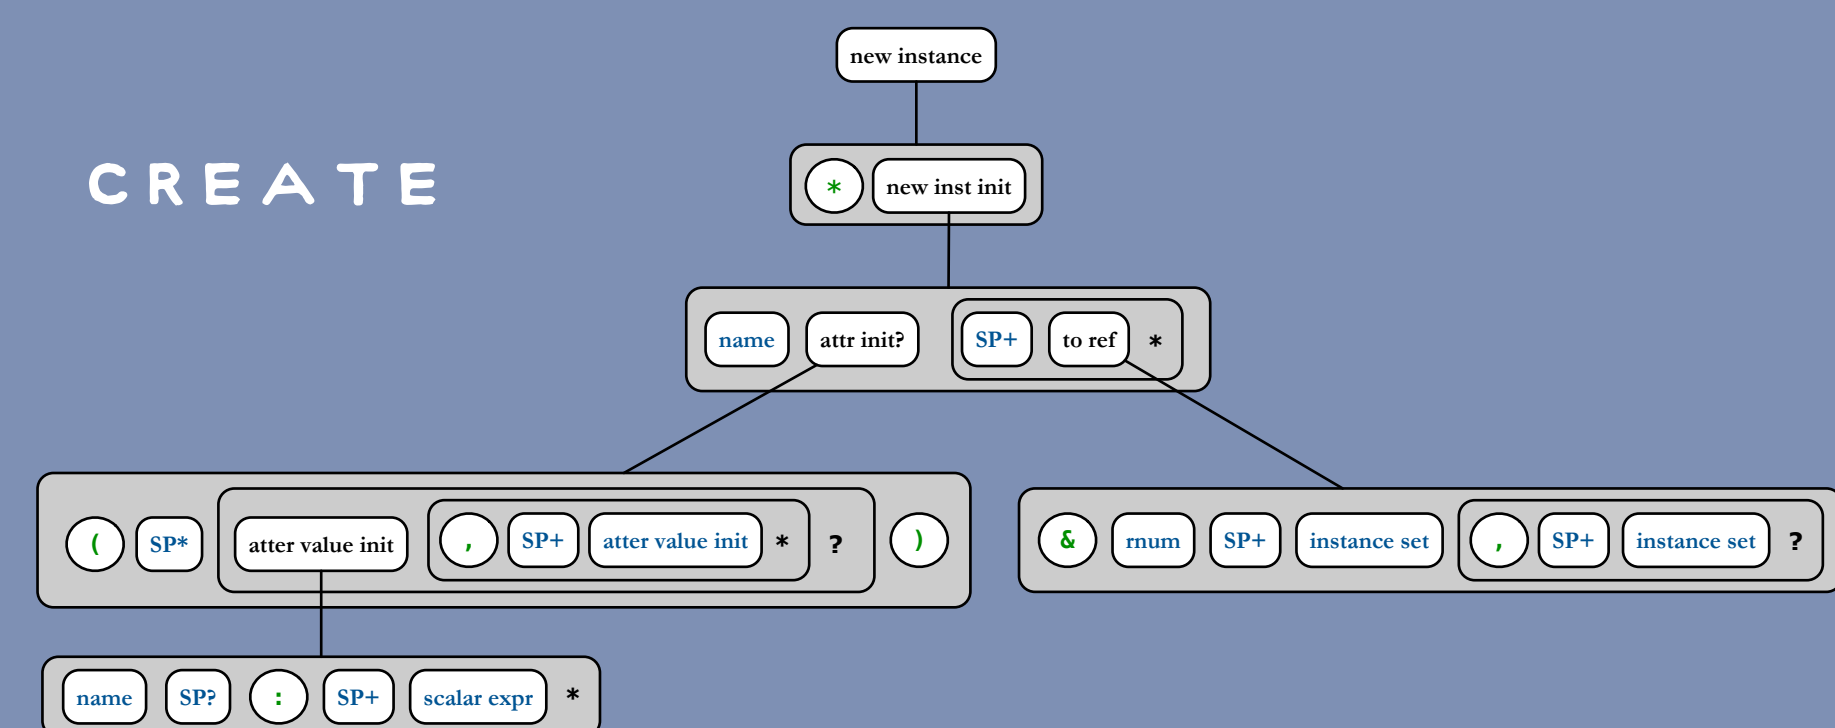 new instance
CREATE
* new inst init
name attr init? SP+ to ref *
( SP* atter value init , SP+ atter value init * ? )
& rnum SP+ instance set , SP+ instance set ?
name SP? : SP+ scalar expr *